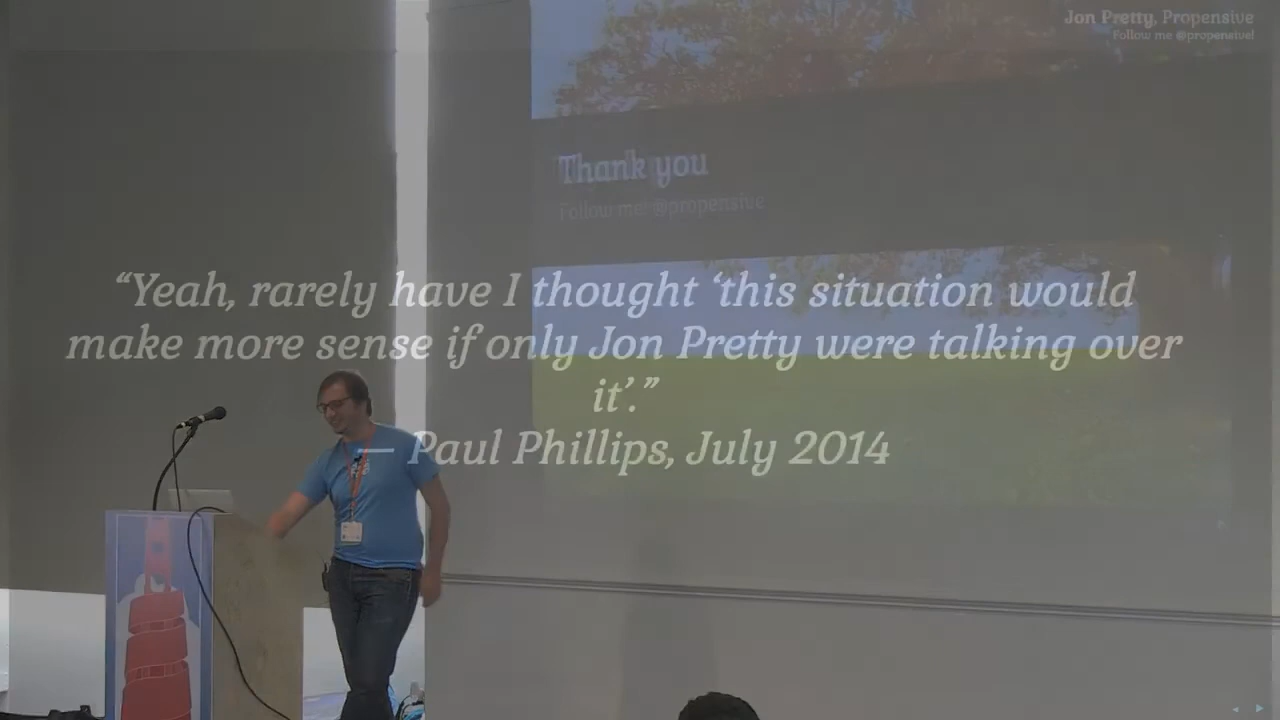 Jon Pretty, Propensive
Follow me @propensive!
Thank you
Follow me: @propensive
“Yeah, rarely have I thought ‘this situation would
make more sense if only Jon Pretty were talking over
it’.”
— Paul Phillips, July 2014